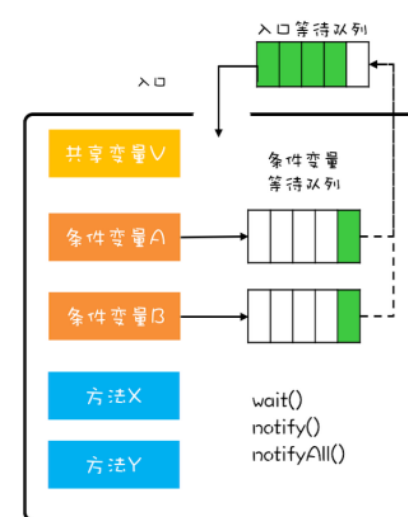 入口等待队列
入口
共享变量V
条件变量
等待队列
条件变量A
条件变量B
方法X
wait()
notify()
notifyAll()
方法Y